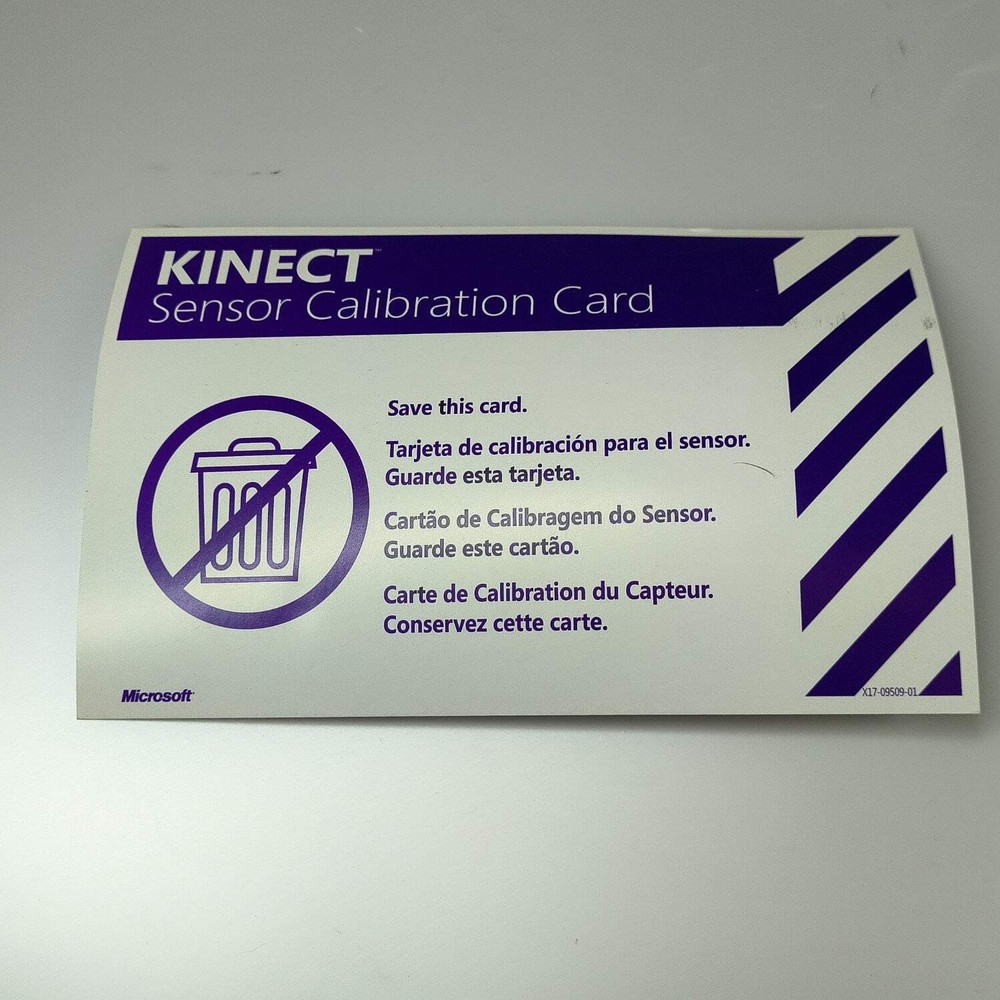 KINECT™
Sensor Calibration Card
Save this card.
Tarjeta de calibración para el sensor.
Guarde esta tarjeta.
Cartão de Calibragem do Sensor.
Guarde este cartão.
Carte de Calibration du Capteur.
Conservez cette carte.
Microsoft
X17-09509-01